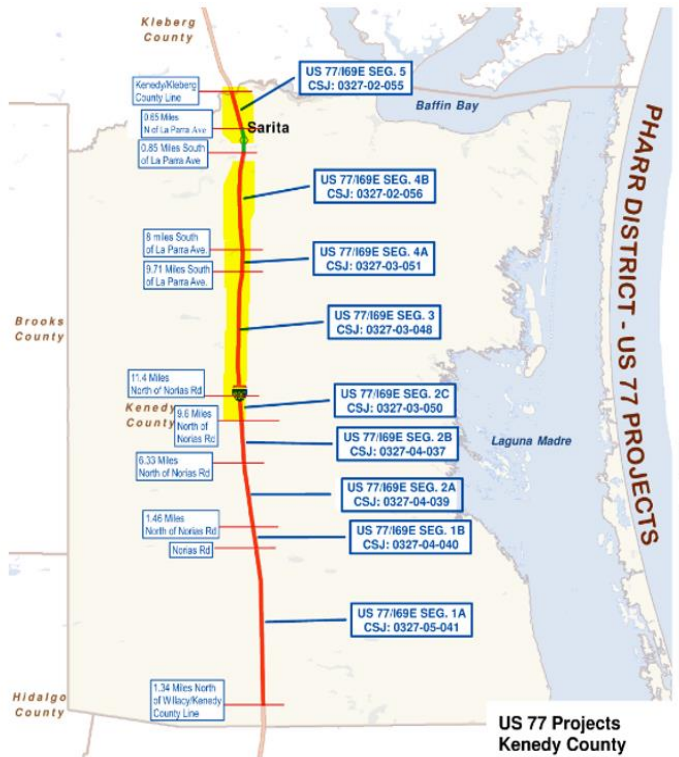 Kleberg
County
US 77/I69E SEG. 5
CSJ: 0327-02-055
Kenedy/Kleberg
County Line
Baffin Bay
0.65 Miles
N of La Parra Ave
Sarita
0.85 Miles South
of La Parra Ave
US 77/I69E SEG. 4B
CSJ: 0327-02-056
8 miles South
of La Parra Ave.
9.71 Miles South
of La Parra Ave.
US 77/I69E SEG. 4A
CSJ: 0327-03-051
Brooks
County
US 77/I69E SEG. 3
CSJ: 0327-03-048
11.4 Miles
North of Norias Rd
Kenedy
County
9.6 Miles
North of
Norias Rd
US 77/I69E SEG. 2C
CSJ: 0327-03-050
US 77/I69E SEG. 2B
CSJ: 0327-04-037
Laguna Madre
6.33 Miles
North of Norias Rd
US 77/I69E SEG. 2A
CSJ: 0327-04-039
1.46 Miles
North of Norias Rd
Norias Rd
US 77/I69E SEG. 1B
CSJ: 0327-04-040
US 77/I69E SEG. 1A
CSJ: 0327-05-041
1.34 Miles North
of Willacy/Kenedy
County Line
Hidalgo
County
PHARR DISTRICT - US 77 PROJECTS
US 77 Projects
Kenedy County